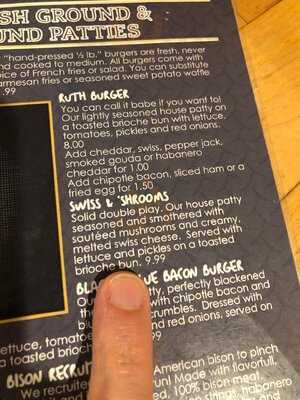 SH GROUND &
UND PATTIES
"hand-pressed ½ lb." burgers are fresh, never
nd cooked to medium. All burgers come with
oice of French fries or salad. You can substitute
armesan fries or seasoned sweet potato waffle
.99
RUTH BURGER
You can call it babe if you want to!
Our lightly seasoned house patty on
a toasted brioche bun with lettuce,
tomatoes, pickles and red onions.
8.00
Add cheddar, swiss, pepper jack,
smoked gouda or habanero
cheddar for 1.00
Add chipotle bacon, sliced ham or a
fried egg for 1.50
SWISS & 'SHROOMS
Solid double play. Our house patty
seasoned and smothered with
sautéed mushrooms and creamy,
melted swiss cheese. Served with
lettuce and pickles on a toasted
brioche bun. 9.99
BACON BURGER
tty, perfectly blackened
with chipotle bacon and
crumbles. Dressed with
and red onions, served on
ettuce, tomato
a toasted brioch
9.99
BISON RECRU
American bison to pinch
We recruite
run! Made with flavorful,
ed, 100% bison meat
strings, habanero